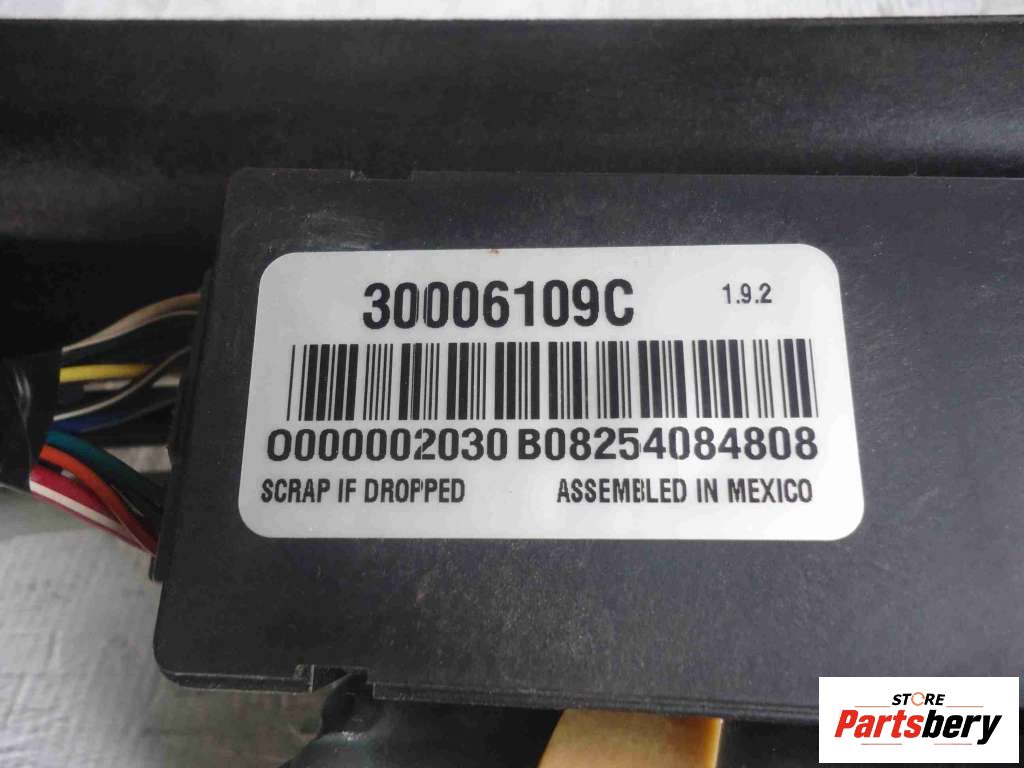 30006109C 1.9.2
0000002030 B08254084808
SCRAP IF DROPPED ASSEMBLED IN MEXICO
STORE
Partsbery